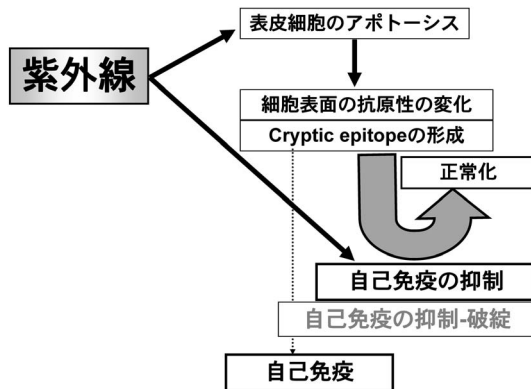 表皮細胞のアポトーシス
紫外線
細胞表面の抗原性の変化
Cryptic epitopeの形成
正常化
自己免疫の抑制
自己免疫の抑制-破綻
自己免疫